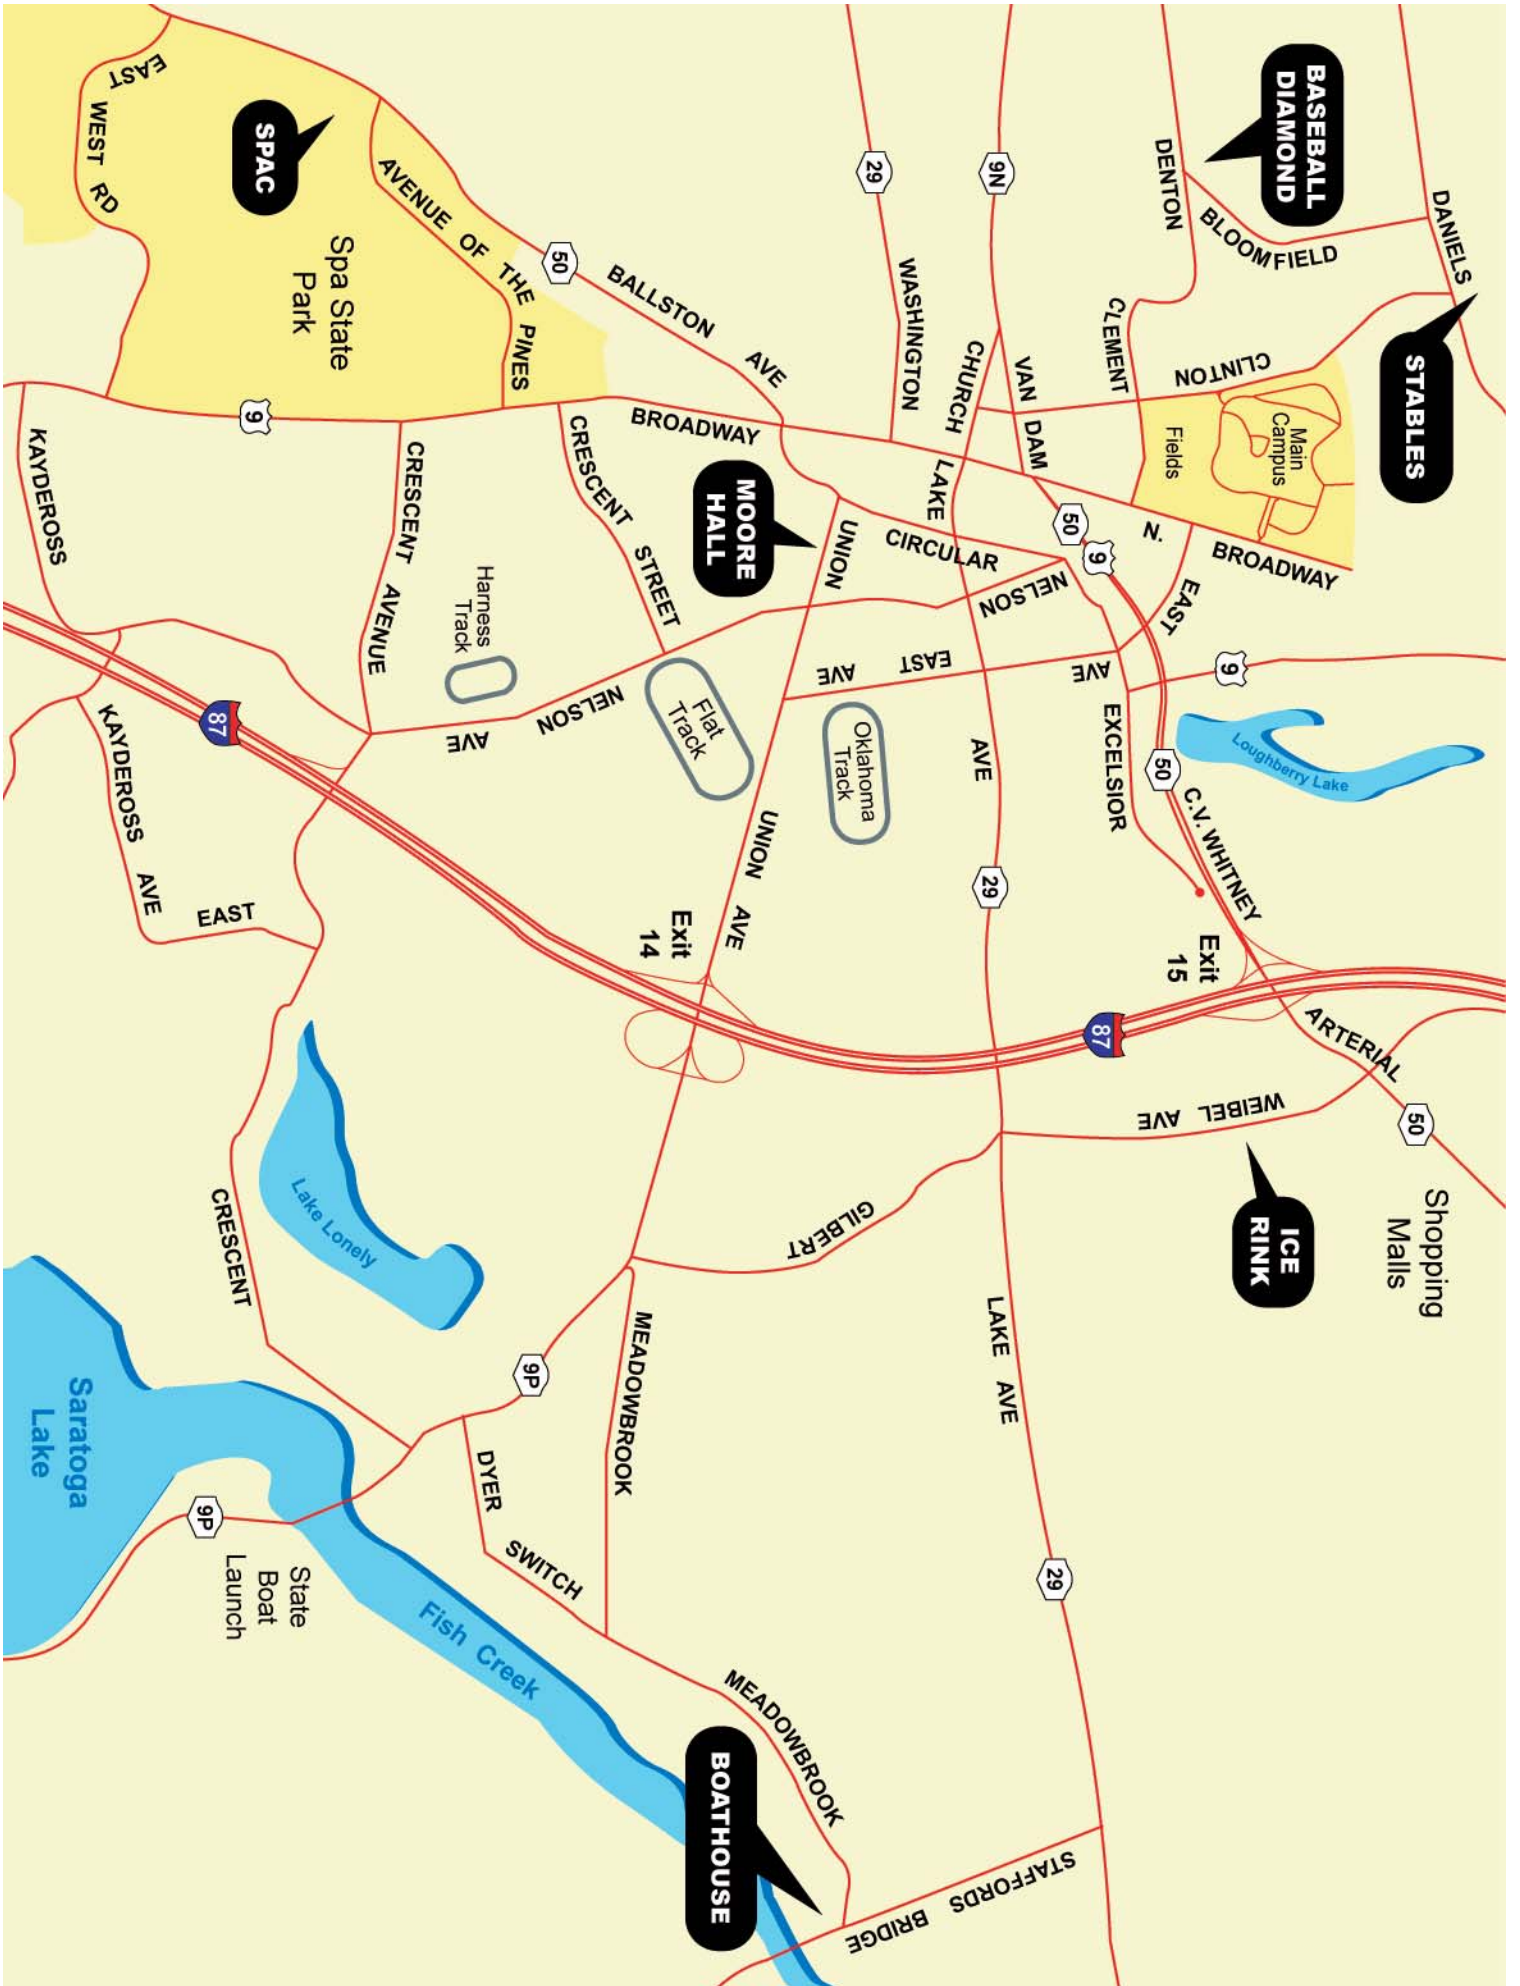 STABLES
DANIELS
BASEBALL
DIAMOND
BLOOMFIELD
DENTON
CLEMENT
CLINTON
Main
Campus
Fields
N.
BROADWAY
9N
VAN
DAM
CHURCH
LAKE
29
WASHINGTON
50
BALLSTON
AVE
BROADWAY
SPAC
AVENUE OF THE PINES
EAST
WEST RD
Spa State
Park
9
KAYDEROSS
CRESCENT
AVENUE
CRESCENT
STREET
Harness
Track
MOORE
HALL
UNION
CIRCULAR
NELSON
50
9
EAST
9
EAST
AVE
AVE
AVE
EXCELSIOR
50
C.V. WHITNEY
Loughberry Lake
Oklahoma
Track
Flat
Track
NELSON
AVE
UNION
AVE
29
87
KAYDEROSS
AVE
EAST
Exit
14
Exit
15
87
ARTERIAL
50
WEIBEL AVE
ICE
RINK
Shopping
Malls
GILBERT
LAKE AVE
29
Lake Lonely
CRESCENT
9P
MEADOWBROOK
DYER
SWITCH
Saratoga
Lake
9P
State
Boat
Launch
Fish Creek
MEADOWBROOK
BOATHOUSE
STAFFORDS
BRIDGE